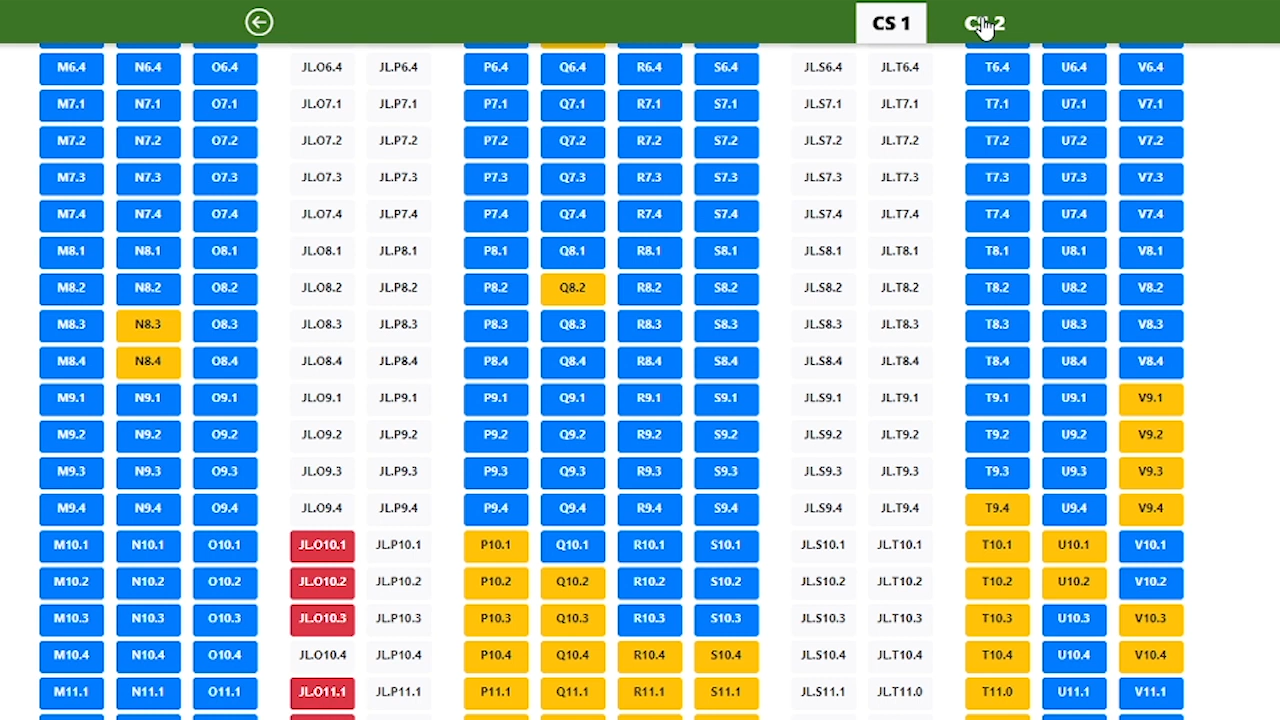 CS 1 CS 2
M6.4 N6.4 O6.4 JL.O6.4 JL.P6.4 P6.4 Q6.4 R6.4 S6.4 JL.S6.4 JL.T6.4 T6.4 U6.4 V6.4
M7.1 N7.1 O7.1 JL.O7.1 JL.P7.1 P7.1 Q7.1 R7.1 S7.1 JL.S7.1 JL.T7.1 T7.1 U7.1 V7.1
M7.2 N7.2 O7.2 JL.O7.2 JL.P7.2 P7.2 Q7.2 R7.2 S7.2 JL.S7.2 JL.T7.2 T7.2 U7.2 V7.2
M7.3 N7.3 O7.3 JL.O7.3 JL.P7.3 P7.3 Q7.3 R7.3 S7.3 JL.S7.3 JL.T7.3 T7.3 U7.3 V7.3
M7.4 N7.4 O7.4 JL.O7.4 JL.P7.4 P7.4 Q7.4 R7.4 S7.4 JL.S7.4 JL.T7.4 T7.4 U7.4 V7.4
M8.1 N8.1 O8.1 JL.O8.1 JL.P8.1 P8.1 Q8.1 R8.1 S8.1 JL.S8.1 JL.T8.1 T8.1 U8.1 V8.1
M8.2 N8.2 O8.2 JL.O8.2 JL.P8.2 P8.2 Q8.2 R8.2 S8.2 JL.S8.2 JL.T8.2 T8.2 U8.2 V8.2
M8.3 N8.3 O8.3 JL.O8.3 JL.P8.3 P8.3 Q8.3 R8.3 S8.3 JL.S8.3 JL.T8.3 T8.3 U8.3 V8.3
M8.4 N8.4 O8.4 JL.O8.4 JL.P8.4 P8.4 Q8.4 R8.4 S8.4 JL.S8.4 JL.T8.4 T8.4 U8.4 V8.4
M9.1 N9.1 O9.1 JL.O9.1 JL.P9.1 P9.1 Q9.1 R9.1 S9.1 JL.S9.1 JL.T9.1 T9.1 U9.1 V9.1
M9.2 N9.2 O9.2 JL.O9.2 JL.P9.2 P9.2 Q9.2 R9.2 S9.2 JL.S9.2 JL.T9.2 T9.2 U9.2 V9.2
M9.3 N9.3 O9.3 JL.O9.3 JL.P9.3 P9.3 Q9.3 R9.3 S9.3 JL.S9.3 JL.T9.3 T9.3 U9.3 V9.3
M9.4 N9.4 O9.4 JL.O9.4 JL.P9.4 P9.4 Q9.4 R9.4 S9.4 JL.S9.4 JL.T9.4 T9.4 U9.4 V9.4
M10.1 N10.1 O10.1 JL.O10.1 JL.P10.1 P10.1 Q10.1 R10.1 S10.1 JL.S10.1 JL.T10.1 T10.1 U10.1 V10.1
M10.2 N10.2 O10.2 JL.O10.2 JL.P10.2 P10.2 Q10.2 R10.2 S10.2 JL.S10.2 JL.T10.2 T10.2 U10.2 V10.2
M10.3 N10.3 O10.3 JL.O10.3 JL.P10.3 P10.3 Q10.3 R10.3 S10.3 JL.S10.3 JL.T10.3 T10.3 U10.3 V10.3
M10.4 N10.4 O10.4 JL.O10.4 JL.P10.4 P10.4 Q10.4 R10.4 S10.4 JL.S10.4 JL.T10.4 T10.4 U10.4 V10.4
M11.1 N11.1 O11.1 JL.O11.1 JL.P11.1 P11.1 Q11.1 R11.1 S11.1 JL.S11.1 JL.T11.0 T11.0 U11.1 V11.1